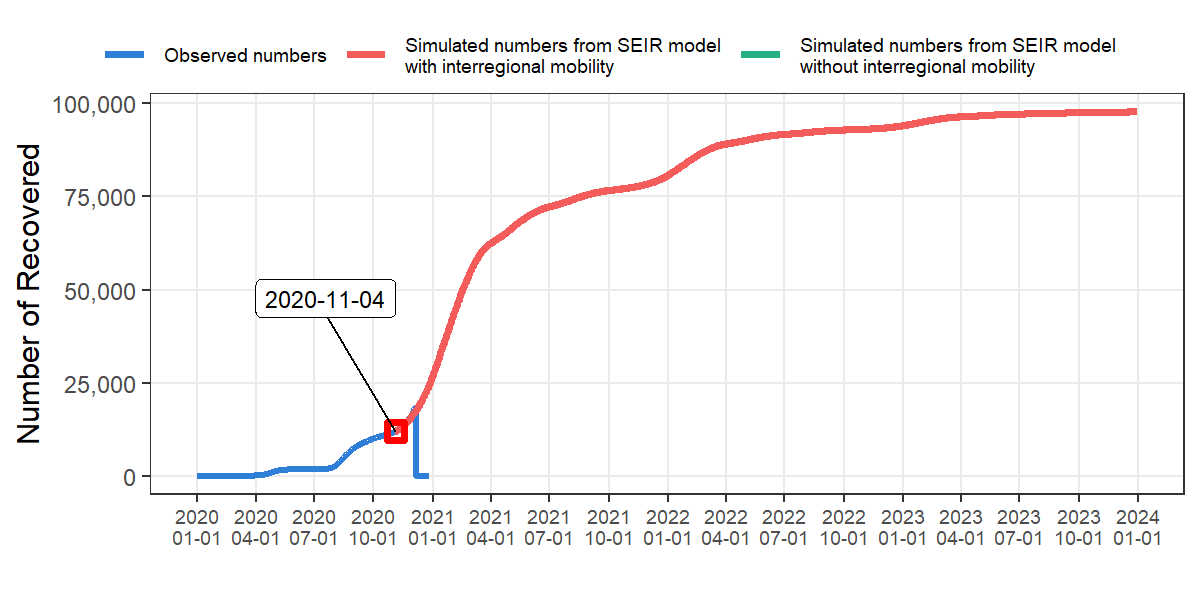 Observed numbers
Simulated numbers from SEIR model
with interregional mobility
Simulated numbers from SEIR model
without interregional mobility
Number of Recovered
100,000
75,000
50,000
25,000
0
2020-11-04
2020 2020 2020 2020 2021 2021 2021 2021 2022 2022 2022 2022 2023 2023 2023 2023 2024
01-01 04-01 07-01 10-01 01-01 04-01 07-01 10-01 01-01 04-01 07-01 10-01 01-01 04-01 07-01 10-01 01-01